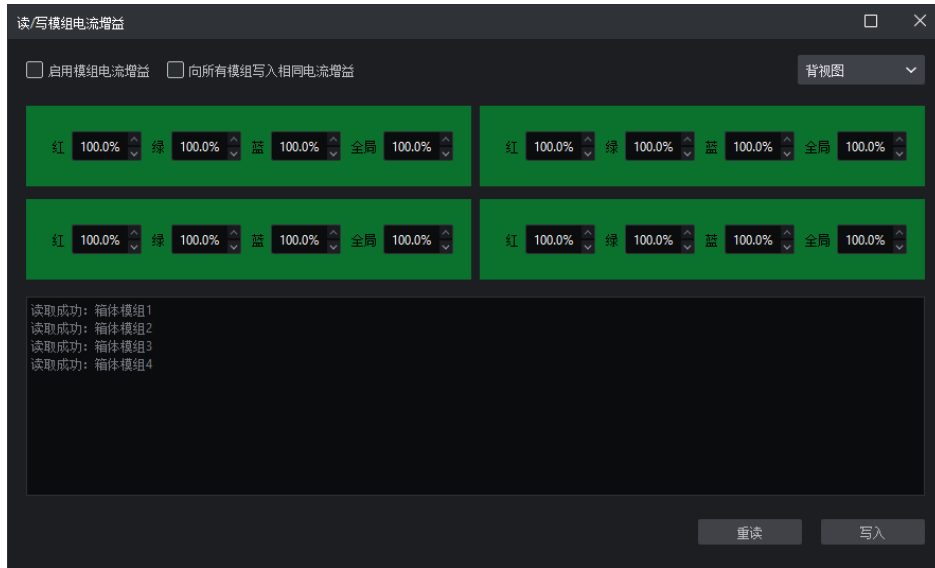 读/写模组电流增益
启用模组电流增益 向所有模组写入相同电流增益 背视图
红 100.0% 绿 100.0% 蓝 100.0% 全局 100.0% 红 100.0% 绿 100.0% 蓝 100.0% 全局 100.0%
红 100.0% 绿 100.0% 蓝 100.0% 全局 100.0% 红 100.0% 绿 100.0% 蓝 100.0% 全局 100.0%
读取成功：箱体模组1
读取成功：箱体模组2
读取成功：箱体模组3
读取成功：箱体模组4
重读 写入